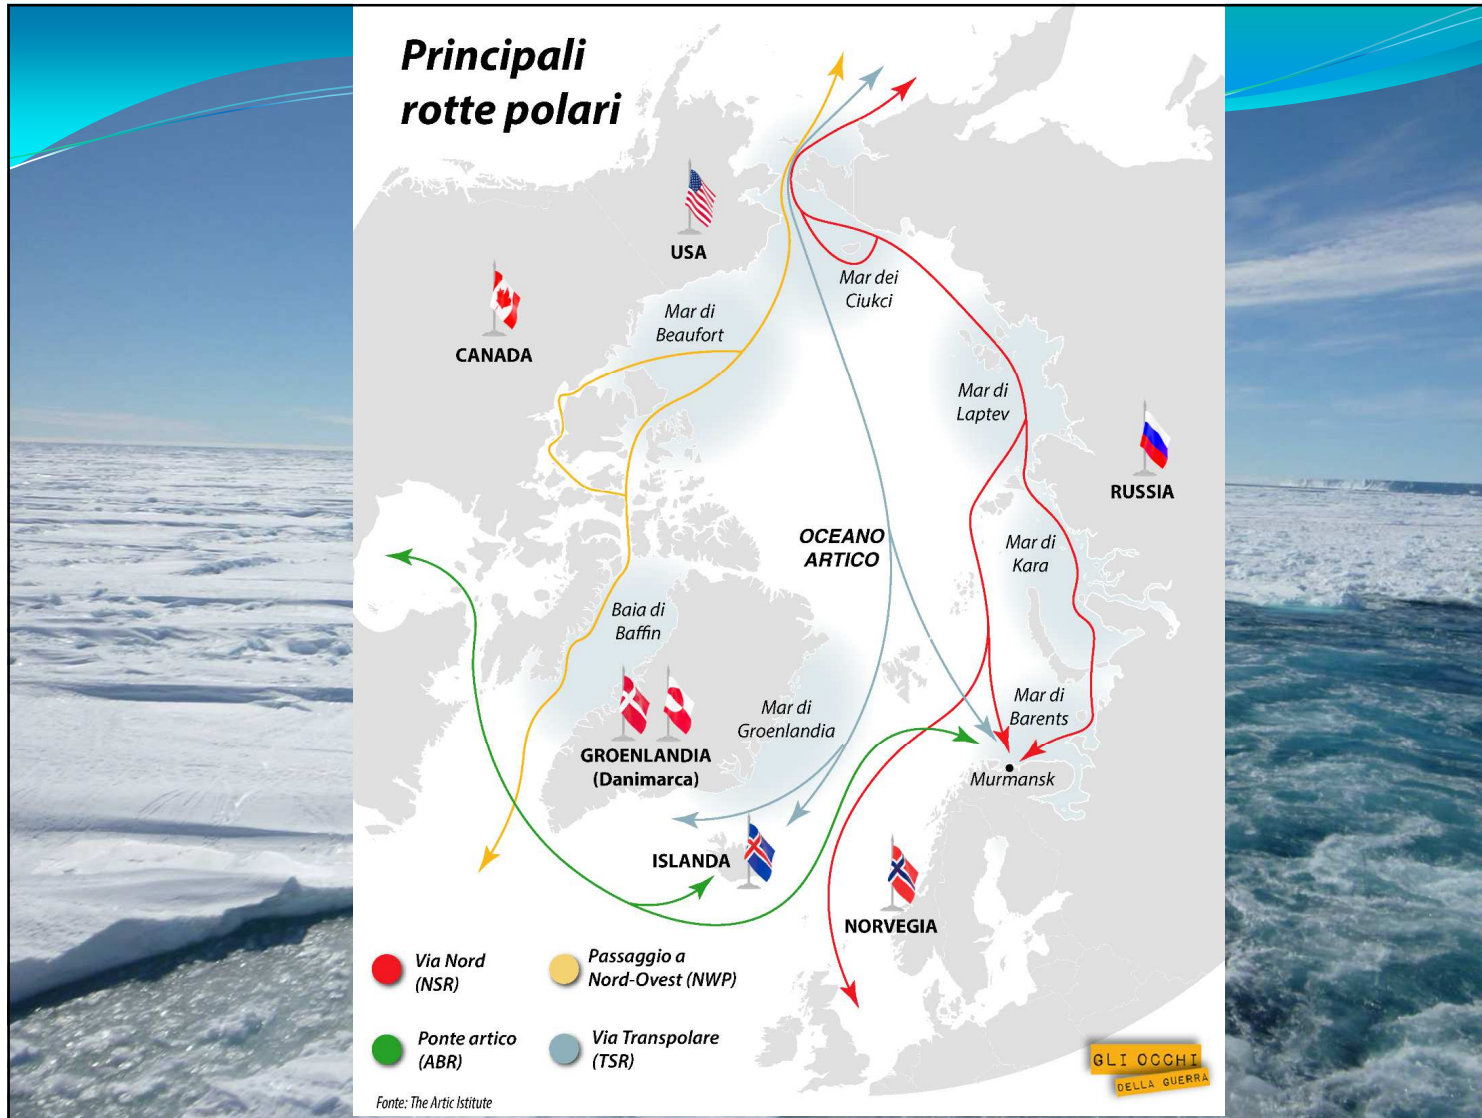 Principali
rotte polari
USA
Mar dei
Ciukci
Mar di
Beaufort
CANADA
Mar di
Laptev
RUSSIA
OCEANO
ARTICO
Mar di
Kara
Baia di
Baffin
Mar di
Groenlandia
Mar di
Barents
GROENLANDIA
(Danimarca)
Murmansk
ISLANDA
NORVEGIA
Via Nord
(NSR)
Passaggio a
Nord-Ovest (NWP)
Ponte artico
(ABR)
Via Transpolare
(TSR)
GLI OCCHI
DELLA GUERRA
Fonte: The Artic Istitute